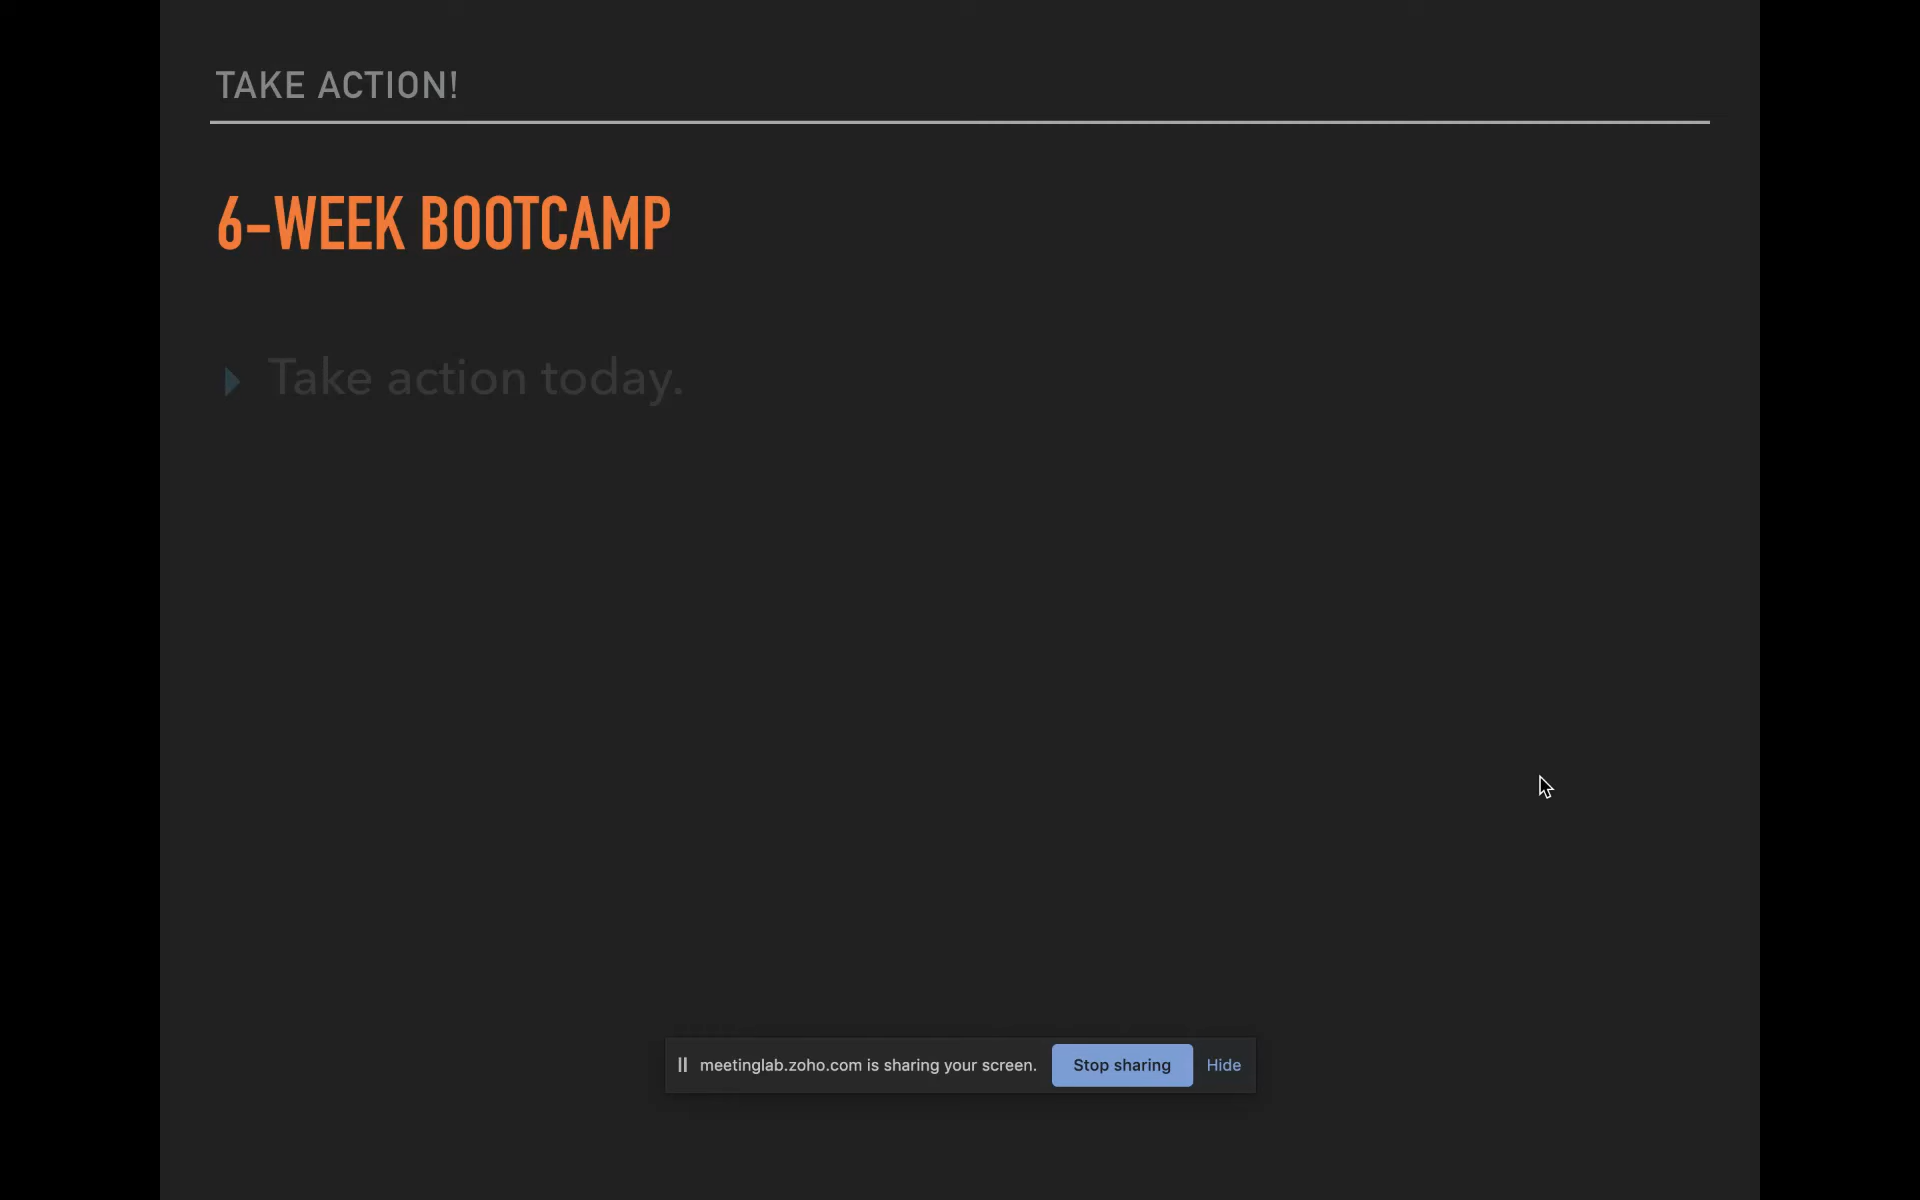 TAKE ACTION!
6-WEEK BOOTCAMP
Take action today.
meetinglab.zoho.com is sharing your screen. Stop sharing Hide